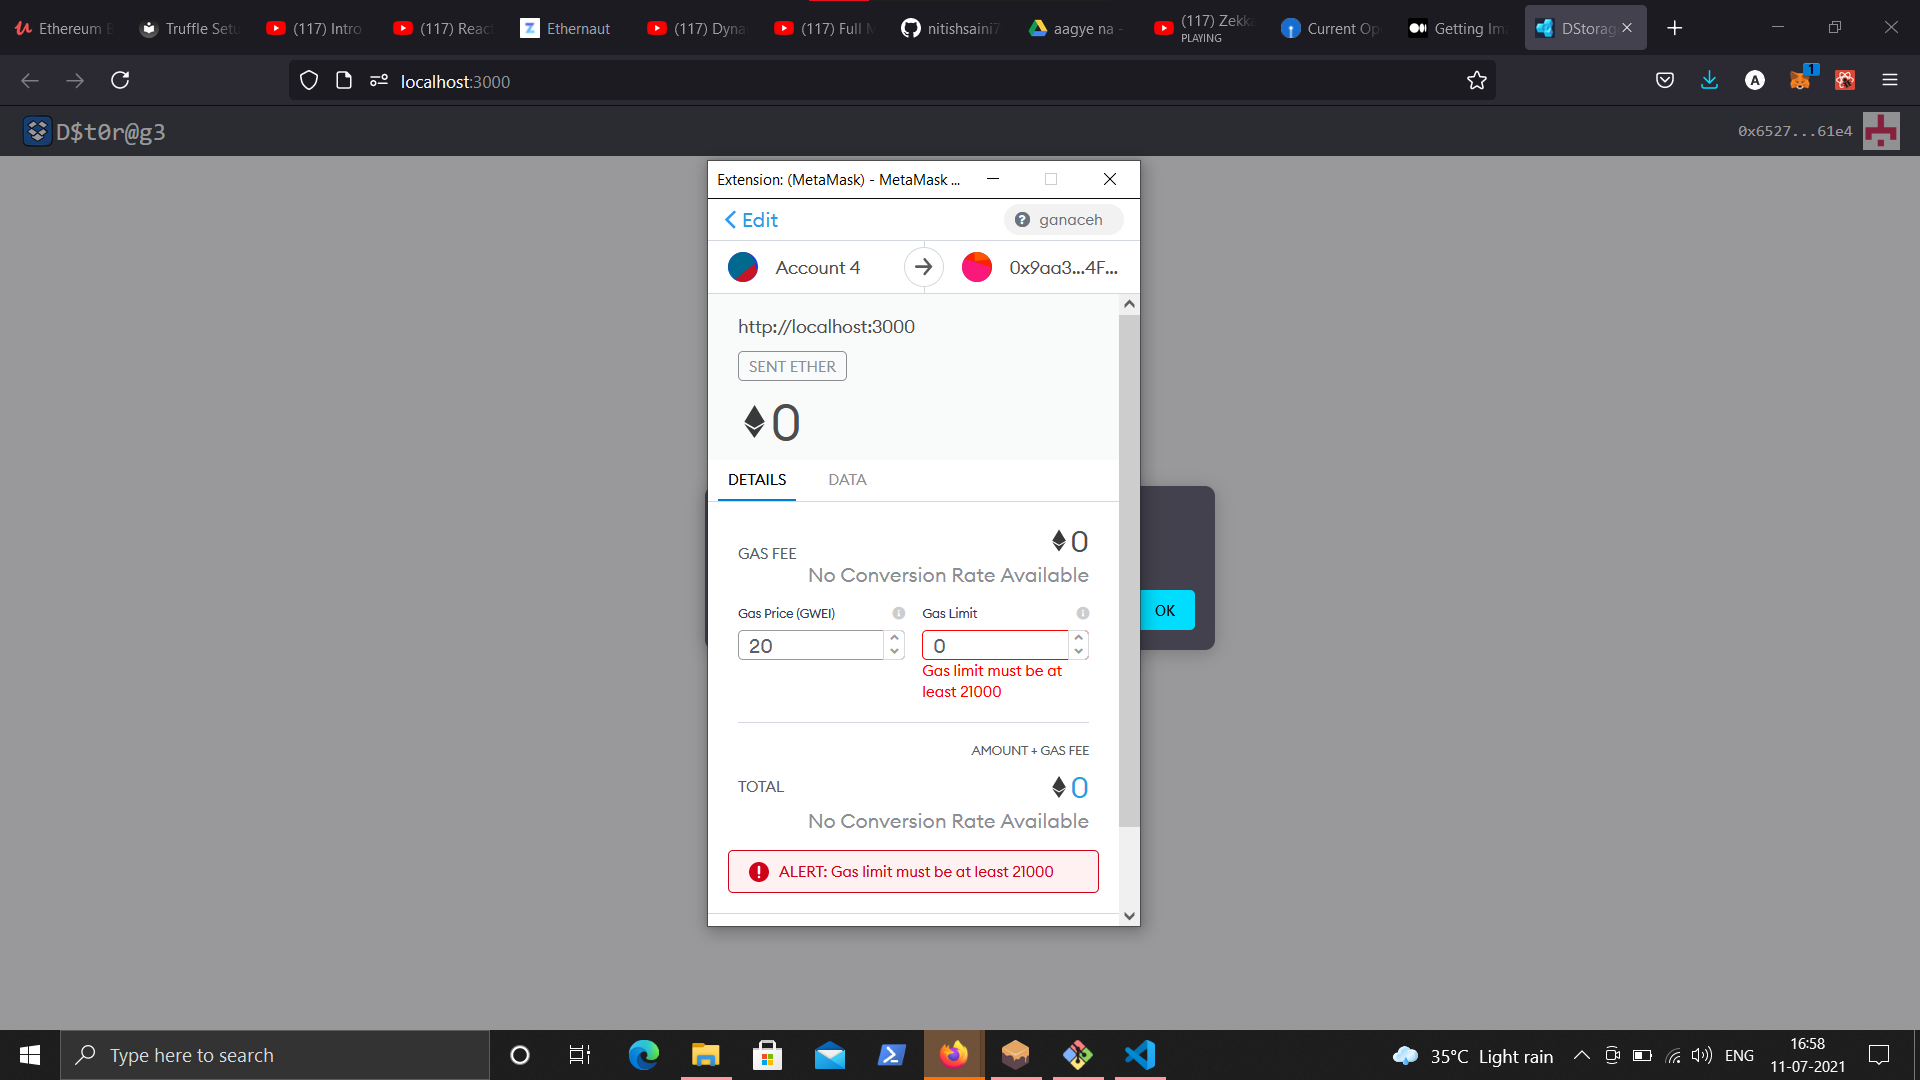 Ethereum B
Truffle Setu
(117) Intro
(117) React
Ethernaut
(117) Dyna
(117) Full M
nitishsaini7
aagye na -
(117) Zekka
PLAYING
Current Op
Getting Im
DStorag
localhost:3000
A
1
D$t0r@g3
0x6527...61e4
Extension: (MetaMask) - MetaMask ...
Edit
ganaceh
Account 4
0x9aa3...4F...
http://localhost:3000
SENT ETHER
0
DETAILS
DATA
GAS FEE
0
No Conversion Rate Available
Gas Price (GWEI)
Gas Limit
20
0
Gas limit must be at
least 21000
OK
AMOUNT + GAS FEE
TOTAL
0
No Conversion Rate Available
ALERT: Gas limit must be at least 21000
Type here to search
35°C Light rain
ENG
16:58
11-07-2021